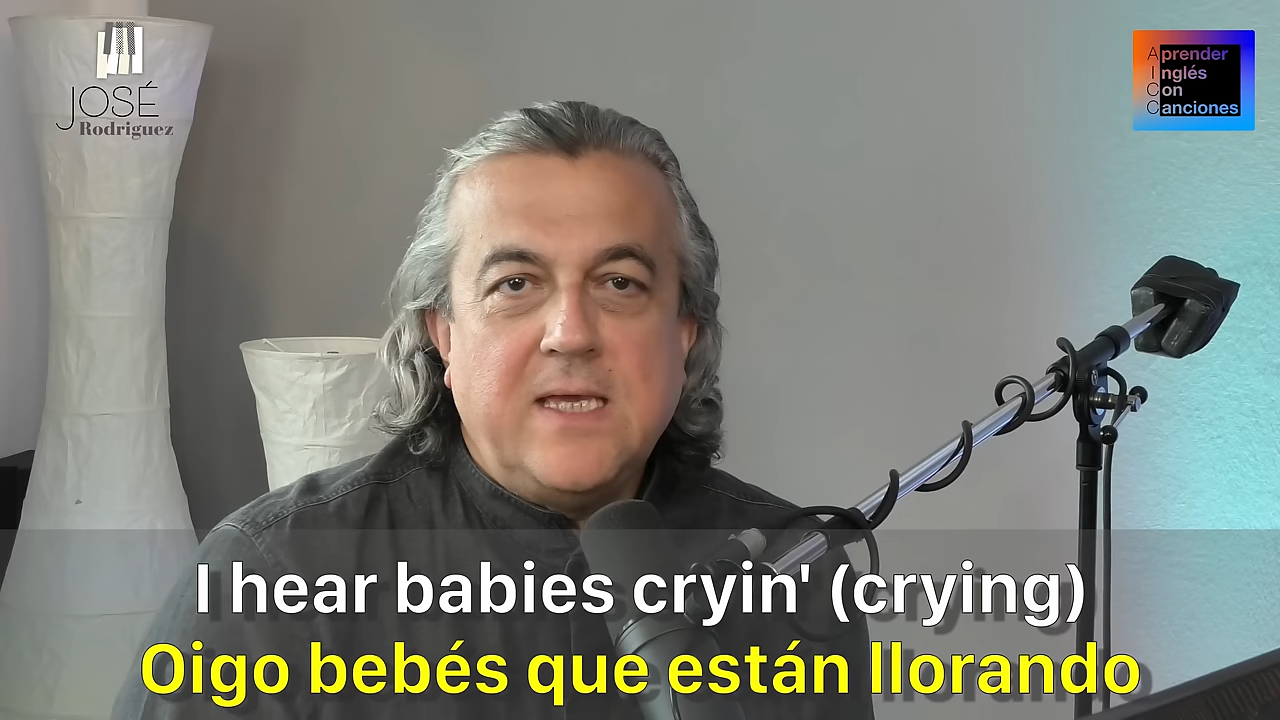 JOSÉ
Rodriguez
Aprender
Inglés
Con
Canciones
I hear babies cryin' (crying)
Oigo bebés que están llorando